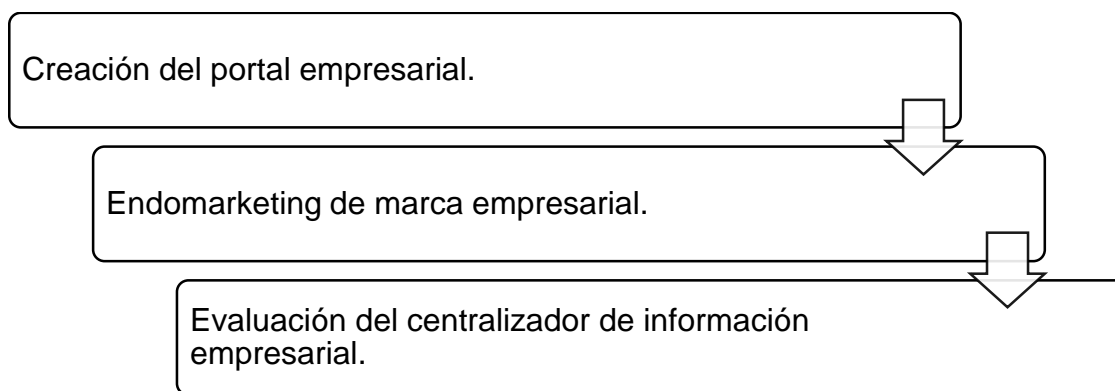 Creación del portal empresarial.
Endomarketing de marca empresarial.
Evaluación del centralizador de información
empresarial.